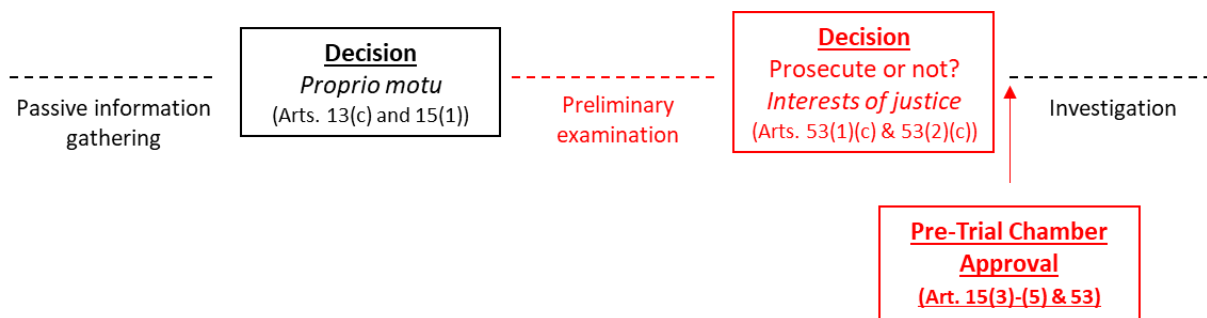 Passive information
gathering
Decision
Proprio motu
(Arts. 13(c) and 15(1))
Preliminary
examination
Decision
Prosecute or not?
Interests of justice
(Arts. 53(1)(c) & 53(2)(c))
Investigation
Pre-Trial Chamber
Approval
(Art. 15(3)-(5) & 53)